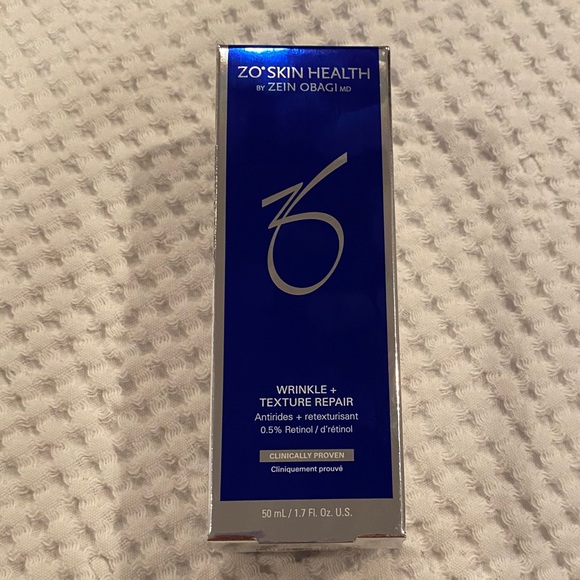 ZO® SKIN HEALTH
BY ZEIN OBAGI MD
ZO
WRINKLE +
TEXTURE REPAIR
Antirides + retexturisant
0.5% Retinol / d'rétinol
CLINICALLY PROVEN
Cliniquement prouvé
50 mL / 1.7 Fl. Oz. U.S.